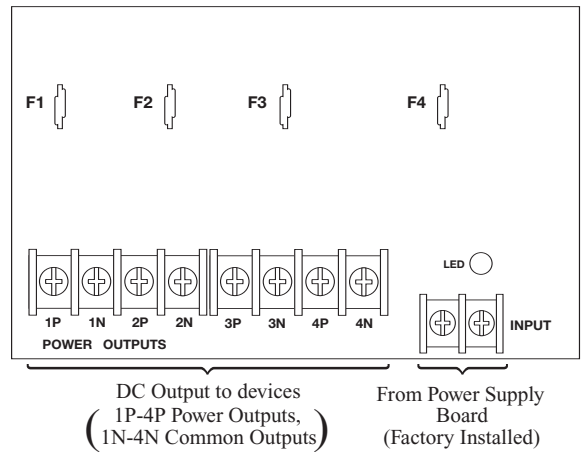 F1 F2 F3 F4
LED
1P 1N 2P 2N 3P 3N 4P 4N
INPUT
POWER OUTPUTS
DC Output to devices
(1P-4P Power Outputs,
1N-4N Common Outputs)
From Power Supply
Board
(Factory Installed)